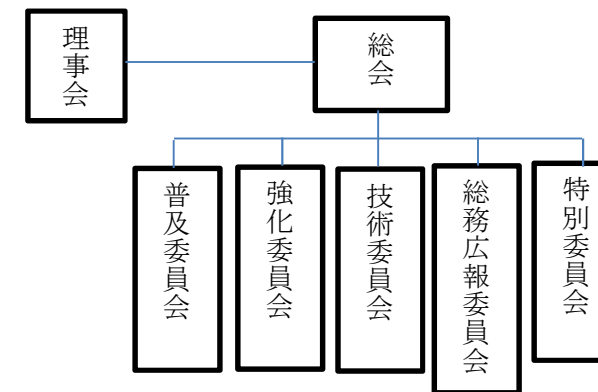 理事会
総会
普及委員会
強化委員会
技術委員会
総務広報委員会
特別委員会